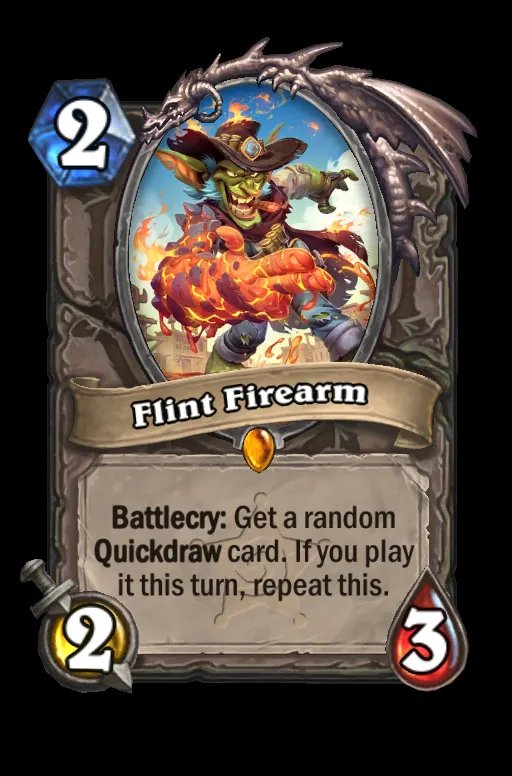 2
Flint Firearm
Battlecry: Get a random
Quickdraw card. If you play
it this turn, repeat this.
2
3